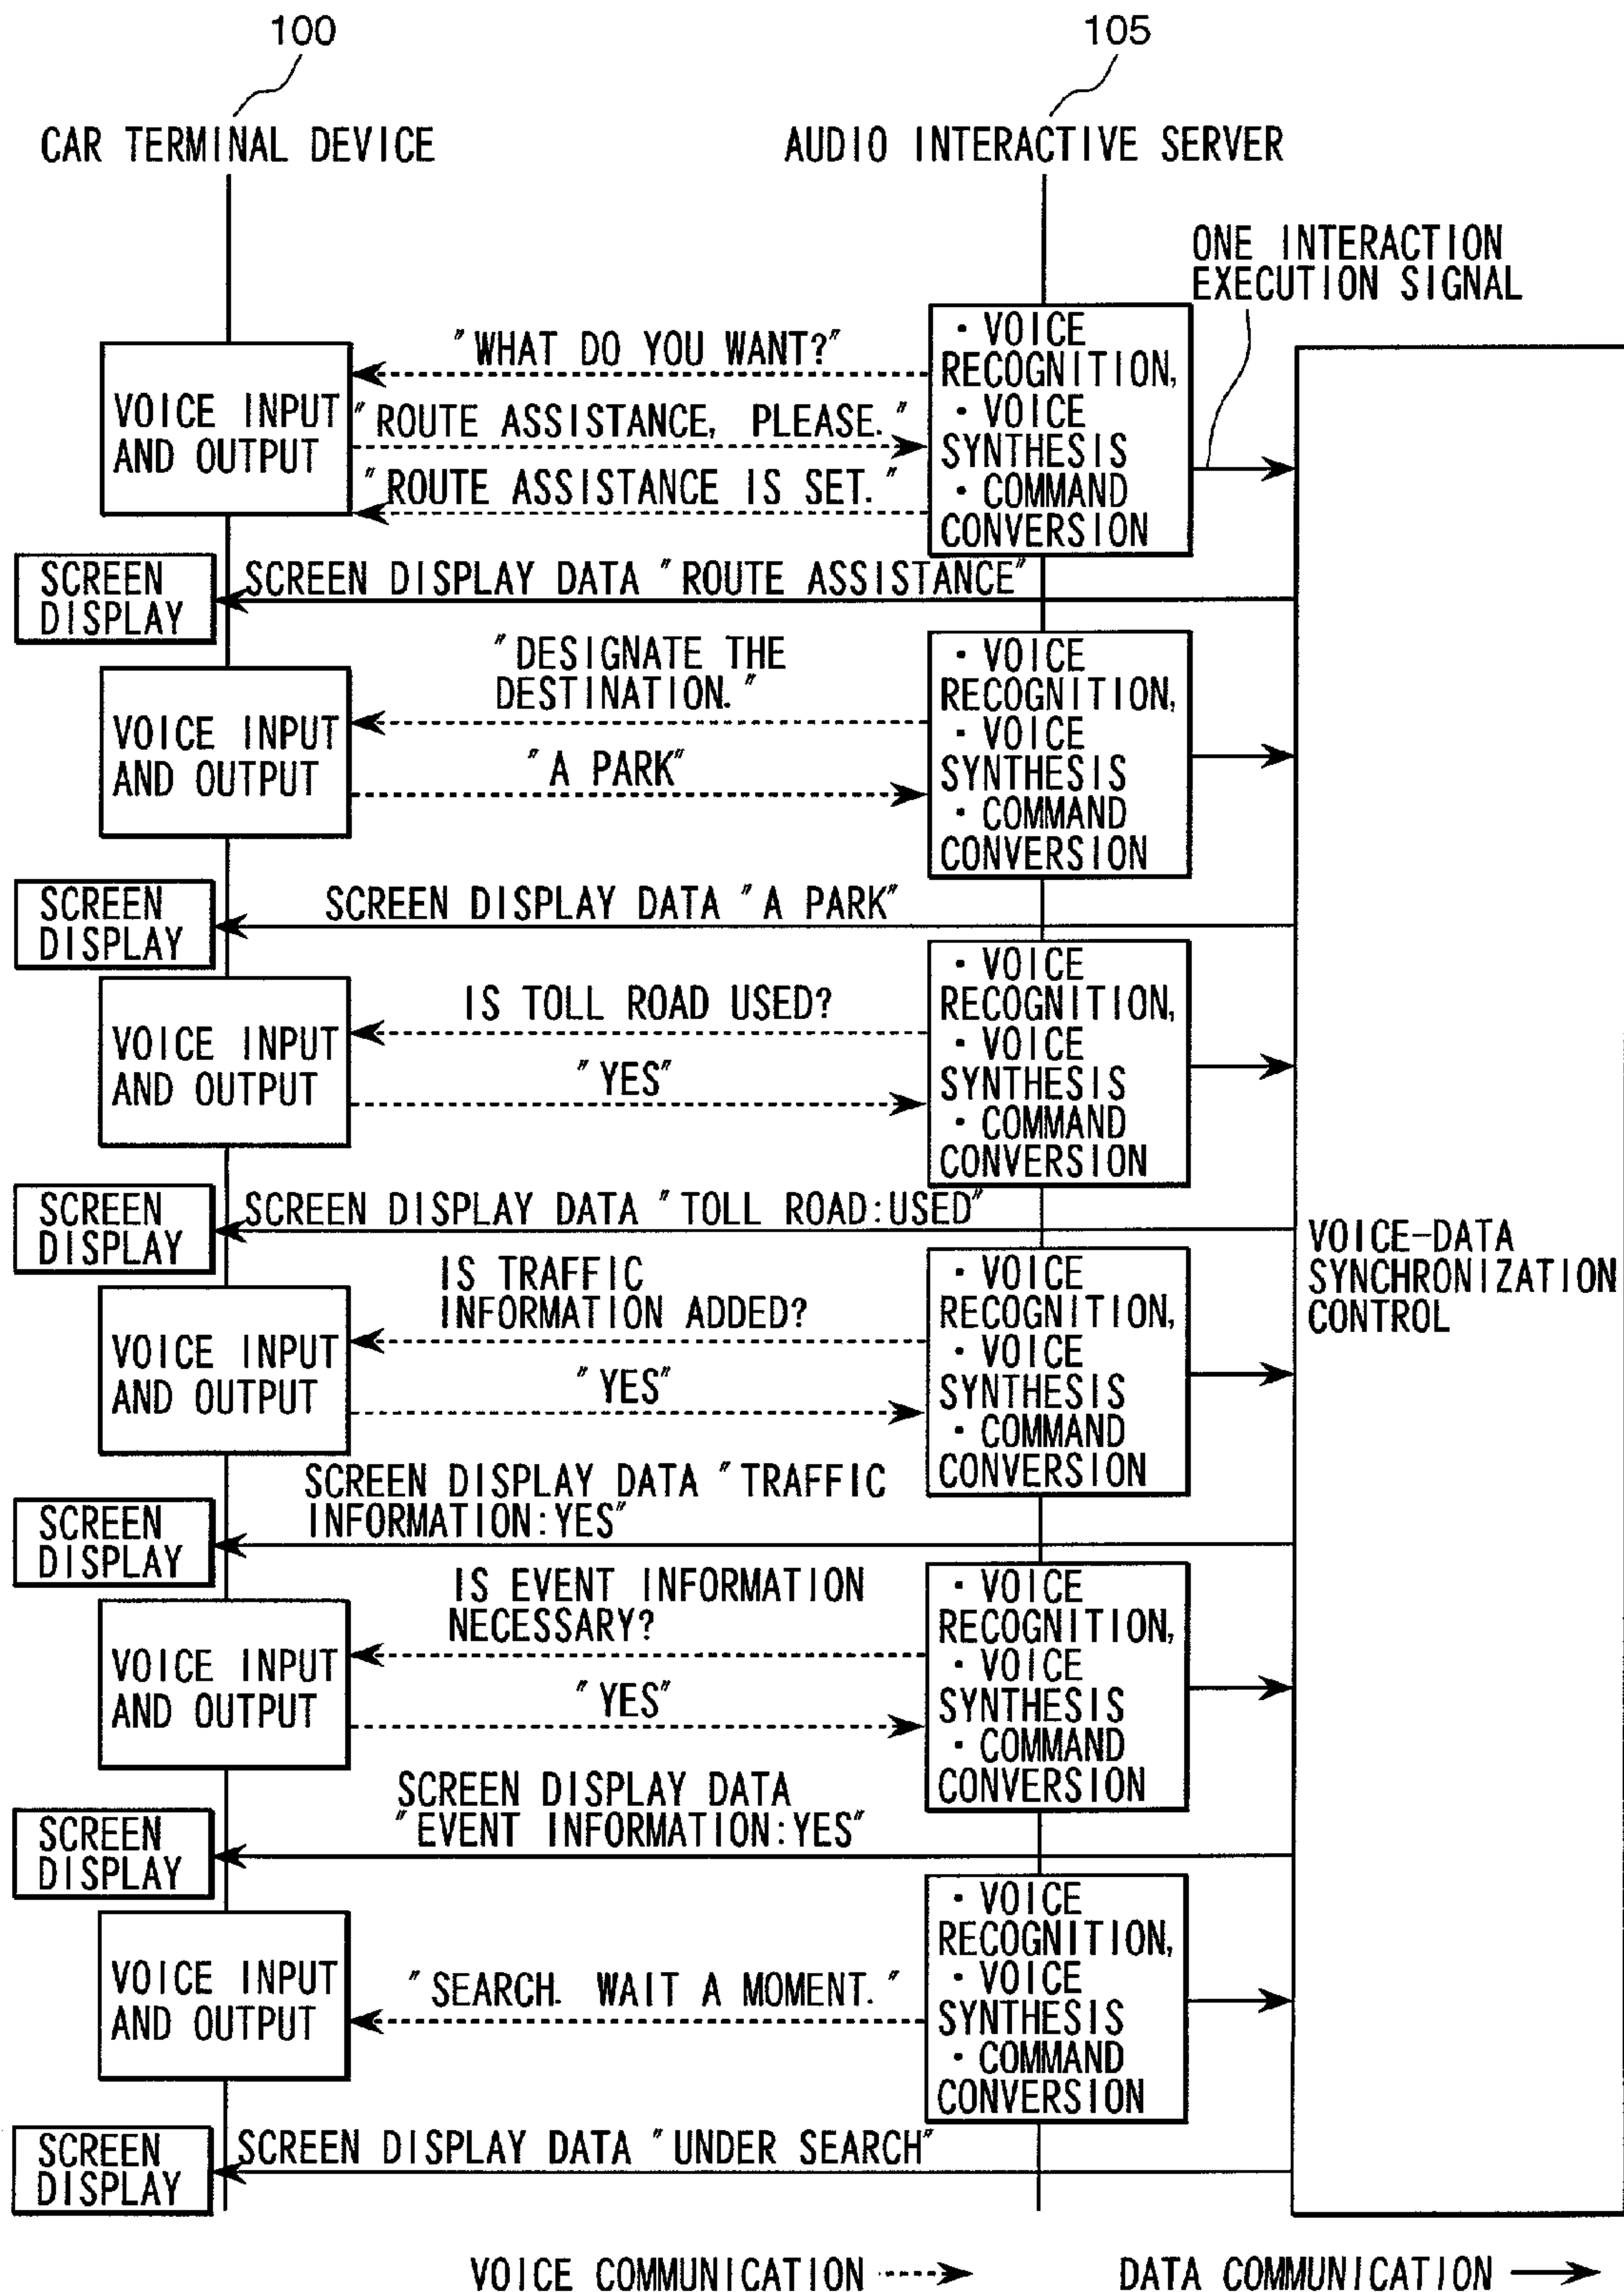 100
105
CAR TERMINAL DEVICE
AUDIO INTERACTIVE SERVER
ONE INTERACTION
EXECUTION SIGNAL
"WHAT DO YOU WANT?"
VOICE INPUT
AND OUTPUT
"ROUTE ASSISTANCE, PLEASE."
"ROUTE ASSISTANCE IS SET."
・VOICE
RECOGNITION,
・VOICE
SYNTHESIS
・COMMAND
CONVERSION
SCREEN
DISPLAY
SCREEN DISPLAY DATA "ROUTE ASSISTANCE"
VOICE INPUT
AND OUTPUT
"DESIGNATE THE
DESTINATION."
"A PARK"
・VOICE
RECOGNITION,
・VOICE
SYNTHESIS
・COMMAND
CONVERSION
SCREEN
DISPLAY
SCREEN DISPLAY DATA "A PARK"
VOICE INPUT
AND OUTPUT
IS TOLL ROAD USED?
"YES"
・VOICE
RECOGNITION,
・VOICE
SYNTHESIS
・COMMAND
CONVERSION
SCREEN
DISPLAY
SCREEN DISPLAY DATA "TOLL ROAD:USED"
VOICE-DATA
SYNCHRONIZATION
CONTROL
VOICE INPUT
AND OUTPUT
IS TRAFFIC
INFORMATION ADDED?
"YES"
・VOICE
RECOGNITION,
・VOICE
SYNTHESIS
・COMMAND
CONVERSION
SCREEN
DISPLAY
SCREEN DISPLAY DATA "TRAFFIC
INFORMATION:YES"
VOICE INPUT
AND OUTPUT
IS EVENT INFORMATION
NECESSARY?
"YES"
・VOICE
RECOGNITION,
・VOICE
SYNTHESIS
・COMMAND
CONVERSION
SCREEN
DISPLAY
SCREEN DISPLAY DATA
"EVENT INFORMATION:YES"
VOICE INPUT
AND OUTPUT
"SEARCH. WAIT A MOMENT."
・VOICE
RECOGNITION,
・VOICE
SYNTHESIS
・COMMAND
CONVERSION
SCREEN
DISPLAY
SCREEN DISPLAY DATA "UNDER SEARCH"
VOICE COMMUNICATION
DATA COMMUNICATION